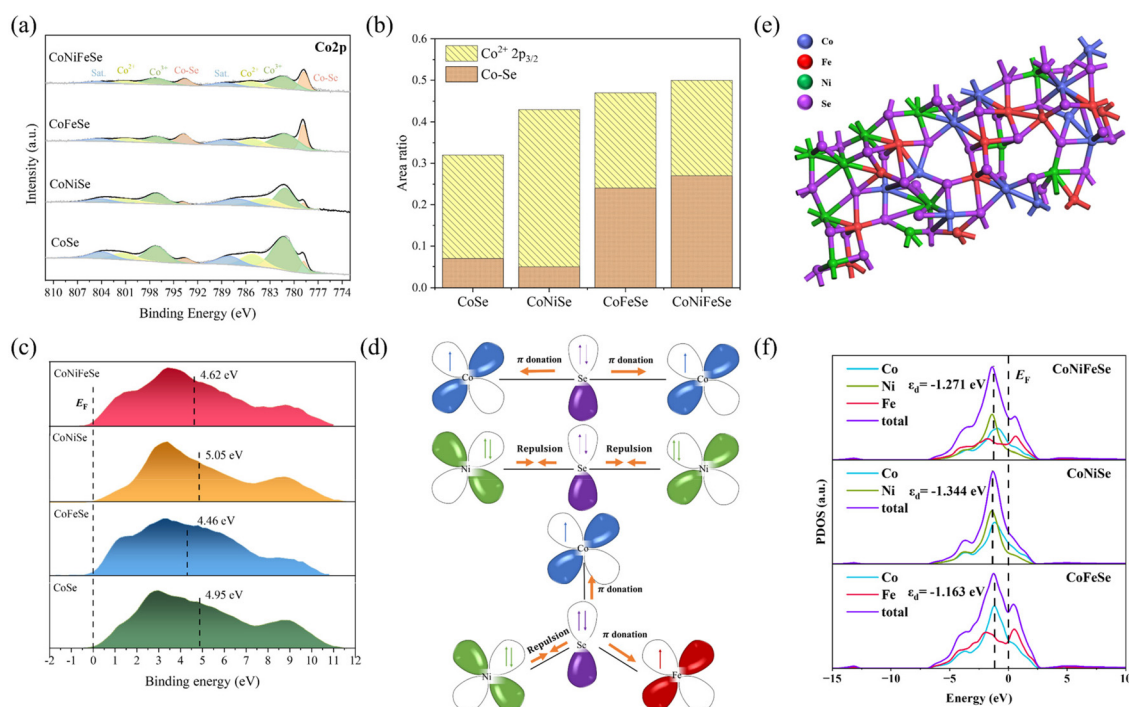 (a)
Co2p
CoNiFeSe
Sat. Co²⁺ Co³⁺ Co-Se Sat. Co²⁺ Co³⁺ Co-Se
CoFeSe
CoNiSe
CoSe
Intensity (a.u.)
810 807 804 801 798 795 792 789 786 783 780 777 774
Binding Energy (eV)
(b)
Co²⁺ 2p₃/₂
Co-Se
Area ratio
0.6
0.5
0.4
0.3
0.2
0.1
0.0
CoSe CoNiSe CoFeSe CoNiFeSe
(e)
Co
Fe
Ni
Se
(c)
CoNiFeSe
4.62 eV
E_F
CoNiSe
5.05 eV
CoFeSe
4.46 eV
CoSe
4.95 eV
-2 -1 0 1 2 3 4 5 6 7 8 9 10 11 12
Binding energy (eV)
(d)
π donation π donation
Co Se Co
Repulsion Repulsion
Ni Se Ni
Co
π donation
Se
Repulsion π donation
Ni Fe
(f)
Co E_F CoNiFeSe
Ni ε_d= -1.271 eV
Fe
total
Co CoNiSe
Ni ε_d= -1.344 eV
total
Co CoFeSe
Fe ε_d= -1.163 eV
total
PDOS (a.u.)
−15 −10 −5 0 5 10
Energy (eV)